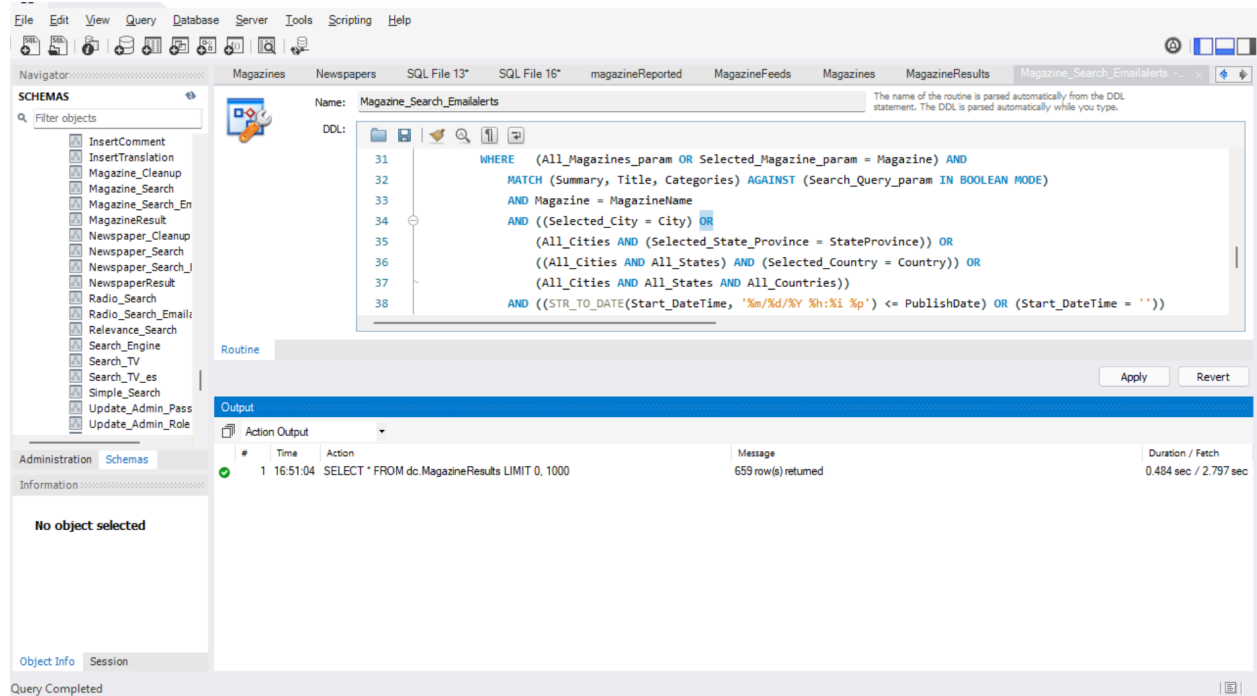 File Edit View Query Database Server Tools Scripting Help
Navigator
SCHEMAS
Filter objects
InsertComment
InsertTranslation
Magazine_Cleanup
Magazine_Search
Magazine_Search_Em
MagazineResult
Newspaper_Cleanup
Newspaper_Search
Newspaper_Search_
NewspaperResult
Radio_Search
Radio_Search_Emaila
Relevance_Search
Search_Engine
Search_TV
Search_TV_es
Simple_Search
Update_Admin_Pass
Update_Admin_Role
Administration Schemas
Information
No object selected
Object Info Session
Query Completed
Magazines Newspapers SQL File 13* SQL File 16* magazineReported MagazineFeeds Magazines MagazineResults Magazine_Search_Emailalerts -... ×
Name: Magazine_Search_Emailalerts
The name of the routine is parsed automatically from the DDL
statement. The DDL is parsed automatically while you type.
DDL:
31 WHERE (All_Magazines_param OR Selected_Magazine_param = Magazine) AND
32 MATCH (Summary, Title, Categories) AGAINST (Search_Query_param IN BOOLEAN MODE)
33 AND Magazine = MagazineName
34 AND ((Selected_City = City) OR
35 (All_Cities AND (Selected_State_Province = StateProvince)) OR
36 ((All_Cities AND All_States) AND (Selected_Country = Country)) OR
37 (All_Cities AND All_States AND All_Countries))
38 AND ((STR_TO_DATE(Start_DateTime, '%m/%d/%Y %h:%i %p') <= PublishDate) OR (Start_DateTime = ''))
Routine
Apply Revert
Output
Action Output
# Time Action Message Duration / Fetch
1 16:51:04 SELECT * FROM dc.MagazineResults LIMIT 0, 1000 659 row(s) returned 0.484 sec / 2.797 sec